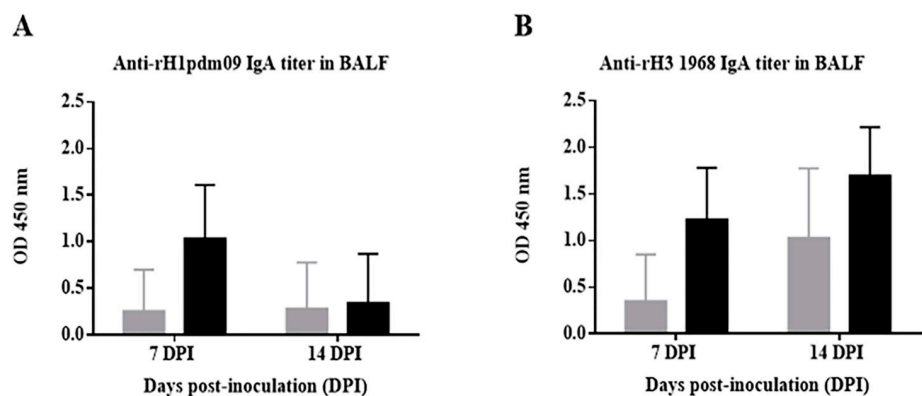 A
Anti-rH1pdm09 IgA titer in BALF
OD 450 nm
2.5
2.0
1.5
1.0
0.5
0.0
7 DPI 14 DPI
Days post-inoculation (DPI)
B
Anti-rH3 1968 IgA titer in BALF
OD 450 nm
2.5
2.0
1.5
1.0
0.5
0.0
7 DPI 14 DPI
Days post-inoculation (DPI)